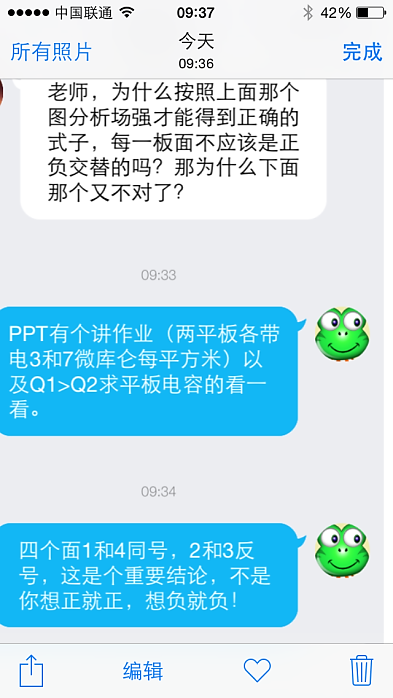 中国联通
09:37
42%
所有照片
今天
09:36
完成
老师，为什么按照上面那个
图分析场强才能得到正确的
式子，每一板面不应该是正
负交替的吗？那为什么下面
那个又不对了？
09:33
PPT有个讲作业（两平板各带
电3和7微库仑每平方米）以
及Q1>Q2求平板电容的看一
看。
09:34
四个面1和4同号，2和3反
号，这是个重要结论，不是
你想正就正，想负就负！
编辑